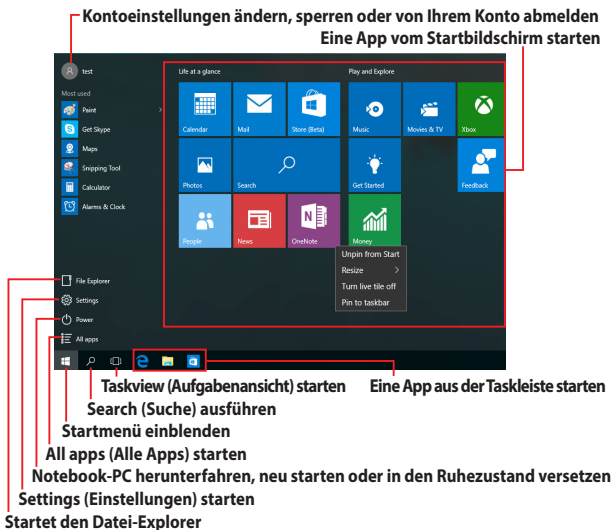 Kontoeinstellungen ändern, sperren oder von Ihrem Konto abmelden
Eine App vom Startbildschirm starten
test
Most used
Paint
Get Skype
Maps
Snipping Tool
Calculator
Alarms & Clock
File Explorer
Settings
Power
All apps
Life at a glance
Play and Explore
Calendar
Mail
Store (Beta)
Music
Movies & TV
Xbox
Photos
Search
Get Started
Feedback
People
News
OneNote
Money
Unpin from Start
Resize
Turn live tile off
Pin to taskbar
Taskview (Aufgabenansicht) starten
Eine App aus der Taskleiste starten
Search (Suche) ausführen
Startmenü einblenden
All apps (Alle Apps) starten
Notebook-PC herunterfahren, neu starten oder in den Ruhezustand versetzen
Settings (Einstellungen) starten
Startet den Datei-Explorer